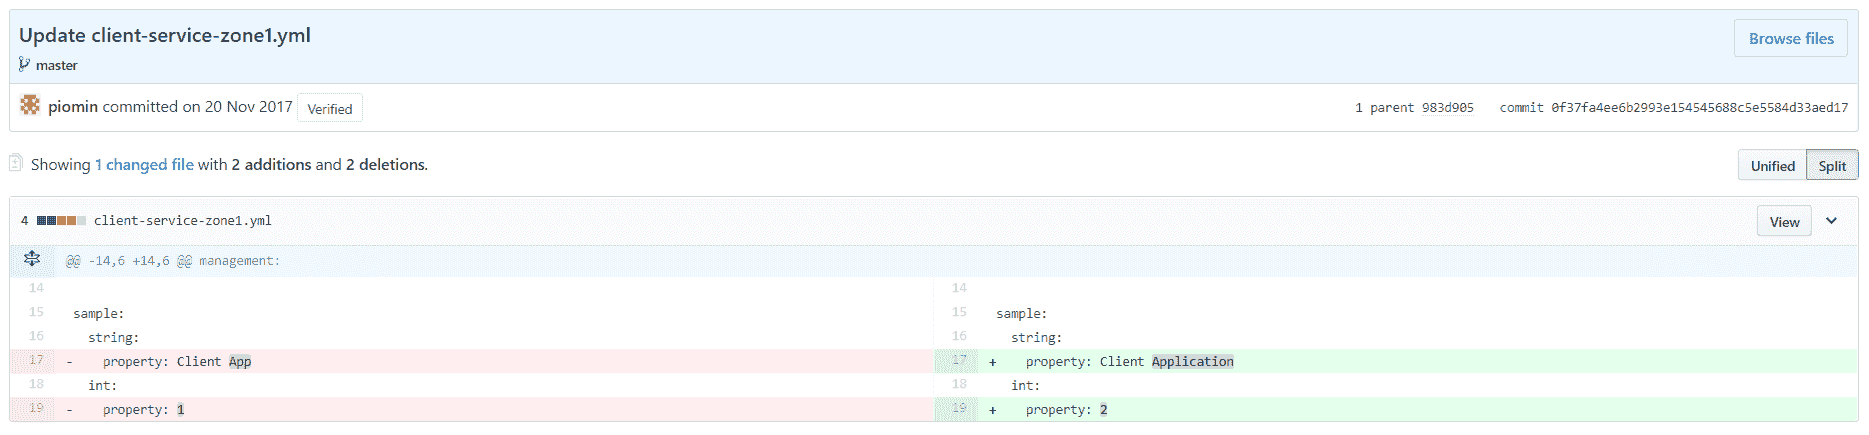 Update client-service-zone1.yml
Browse files
master
piomin committed on 20 Nov 2017 Verified
1 parent 983d905 commit 0f37fa4ee6b2993e154545688c5e5584d33aed17
Showing 1 changed file with 2 additions and 2 deletions.
Unified Split
4 client-service-zone1.yml
View
@@ -14,6 +14,6 @@ management:
14
15 sample:
16 string:
17 - property: Client App
18 int:
19 - property: 1
14
15 sample:
16 string:
17 + property: Client Application
18 int:
19 + property: 2